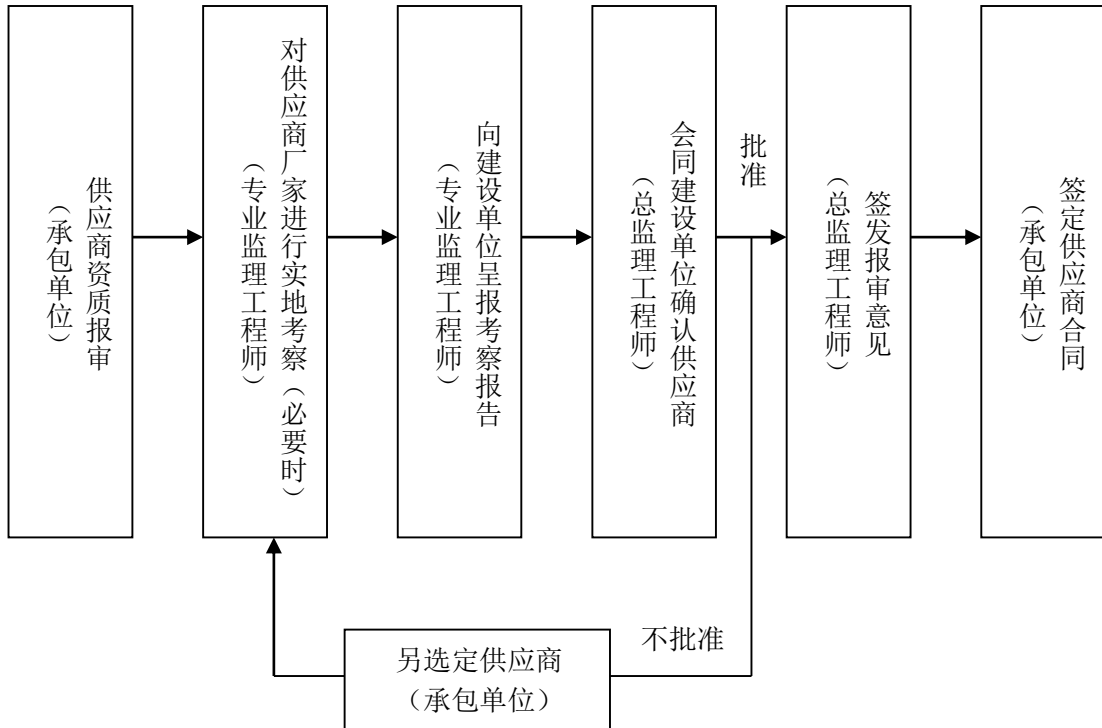 供应商资质报审
（承包单位）
对供应商厂家进行实地考察（必要时）
（专业监理工程师）
向建设单位呈报考察报告
（专业监理工程师）
会同建设单位确认供应商
（总监理工程师）
批准
签发报审意见
（总监理工程师）
签定供应商合同
（承包单位）
不批准
另选定供应商
（承包单位）